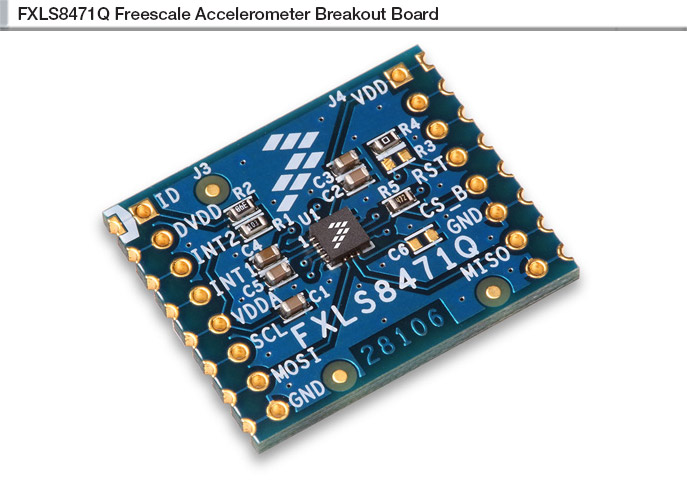 FXLS8471Q Freescale Accelerometer Breakout Board
J4
VDD
R4
R3
RST
J3
ID
R2
DVDD
INT2
R1
U1
1
C3
C2
R5
CS_B
GND
C4
INT1
C5
C1
VDDA
C6
MISO
SCL
FXLS8471Q
MOSI
28106
GND